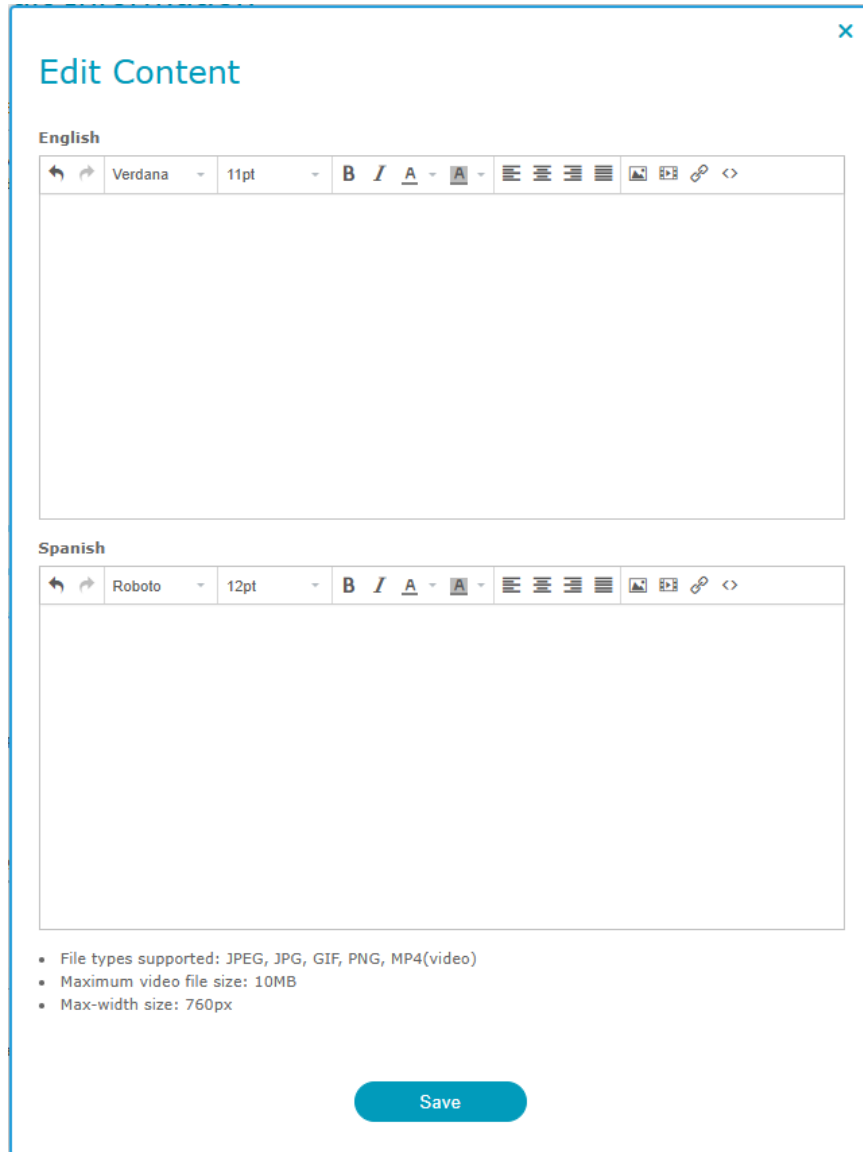 Edit Content
English
Verdana 11pt B I A A
Spanish
Roboto 12pt B I A A
File types supported: JPEG, JPG, GIF, PNG, MP4(video)
Maximum video file size: 10MB
Max-width size: 760px
Save